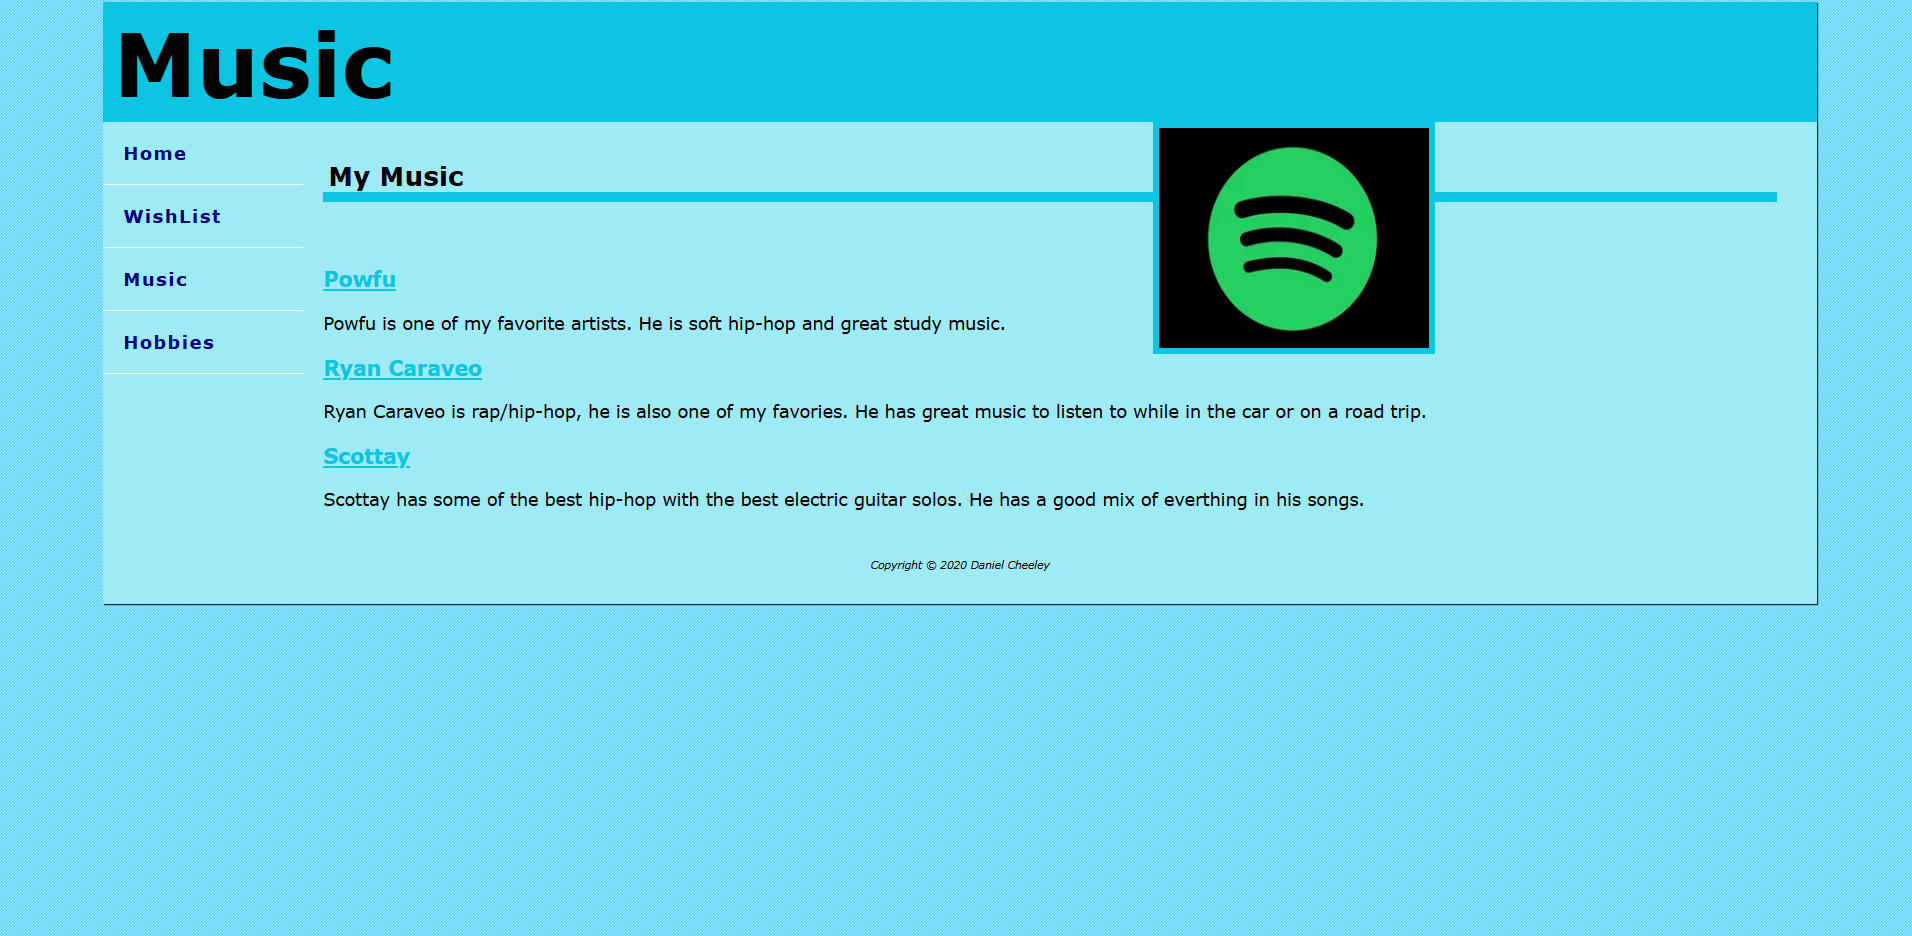 Music
Home
WishList
Music
Hobbies
My Music
Powfu
Powfu is one of my favorite artists. He is soft hip-hop and great study music.
Ryan Caraveo
Ryan Caraveo is rap/hip-hop, he is also one of my favories. He has great music to listen to while in the car or on a road trip.
Scottay
Scottay has some of the best hip-hop with the best electric guitar solos. He has a good mix of everthing in his songs.
Copyright © 2020 Daniel Cheeley